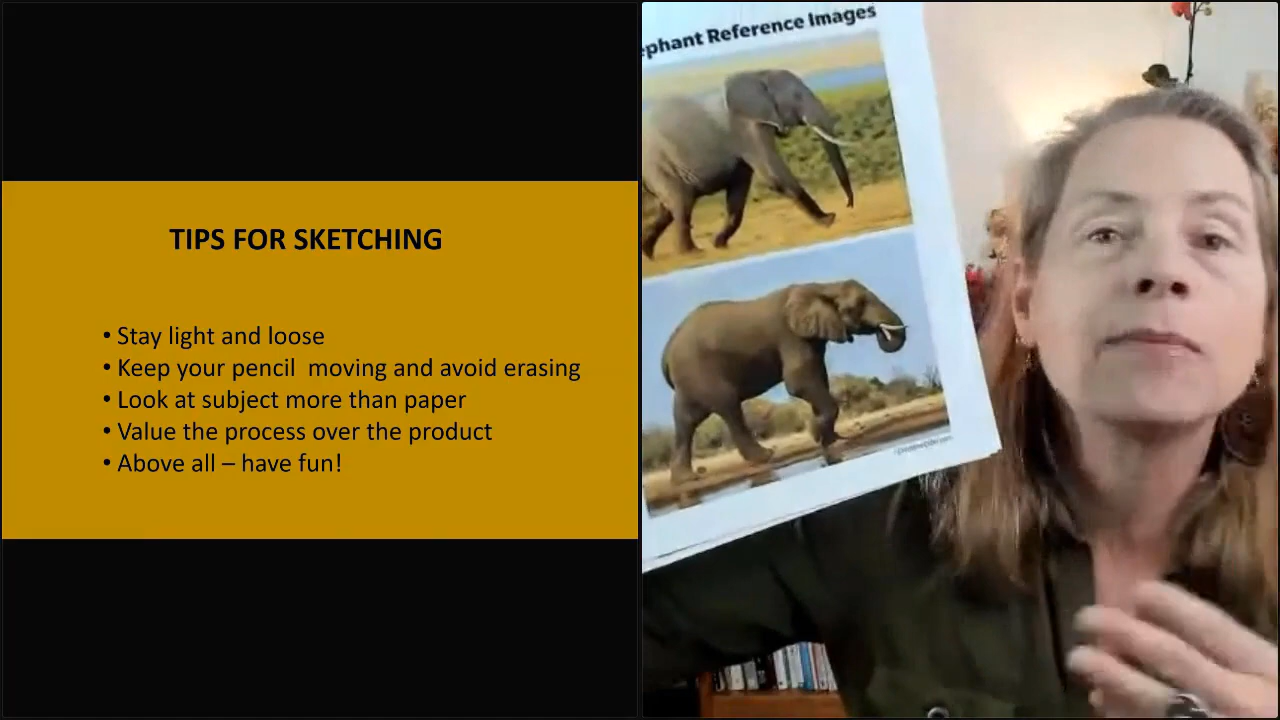 TIPS FOR SKETCHING
• Stay light and loose
• Keep your pencil  moving and avoid erasing
• Look at subject more than paper
• Value the process over the product
• Above all – have fun!
ephant Reference Images